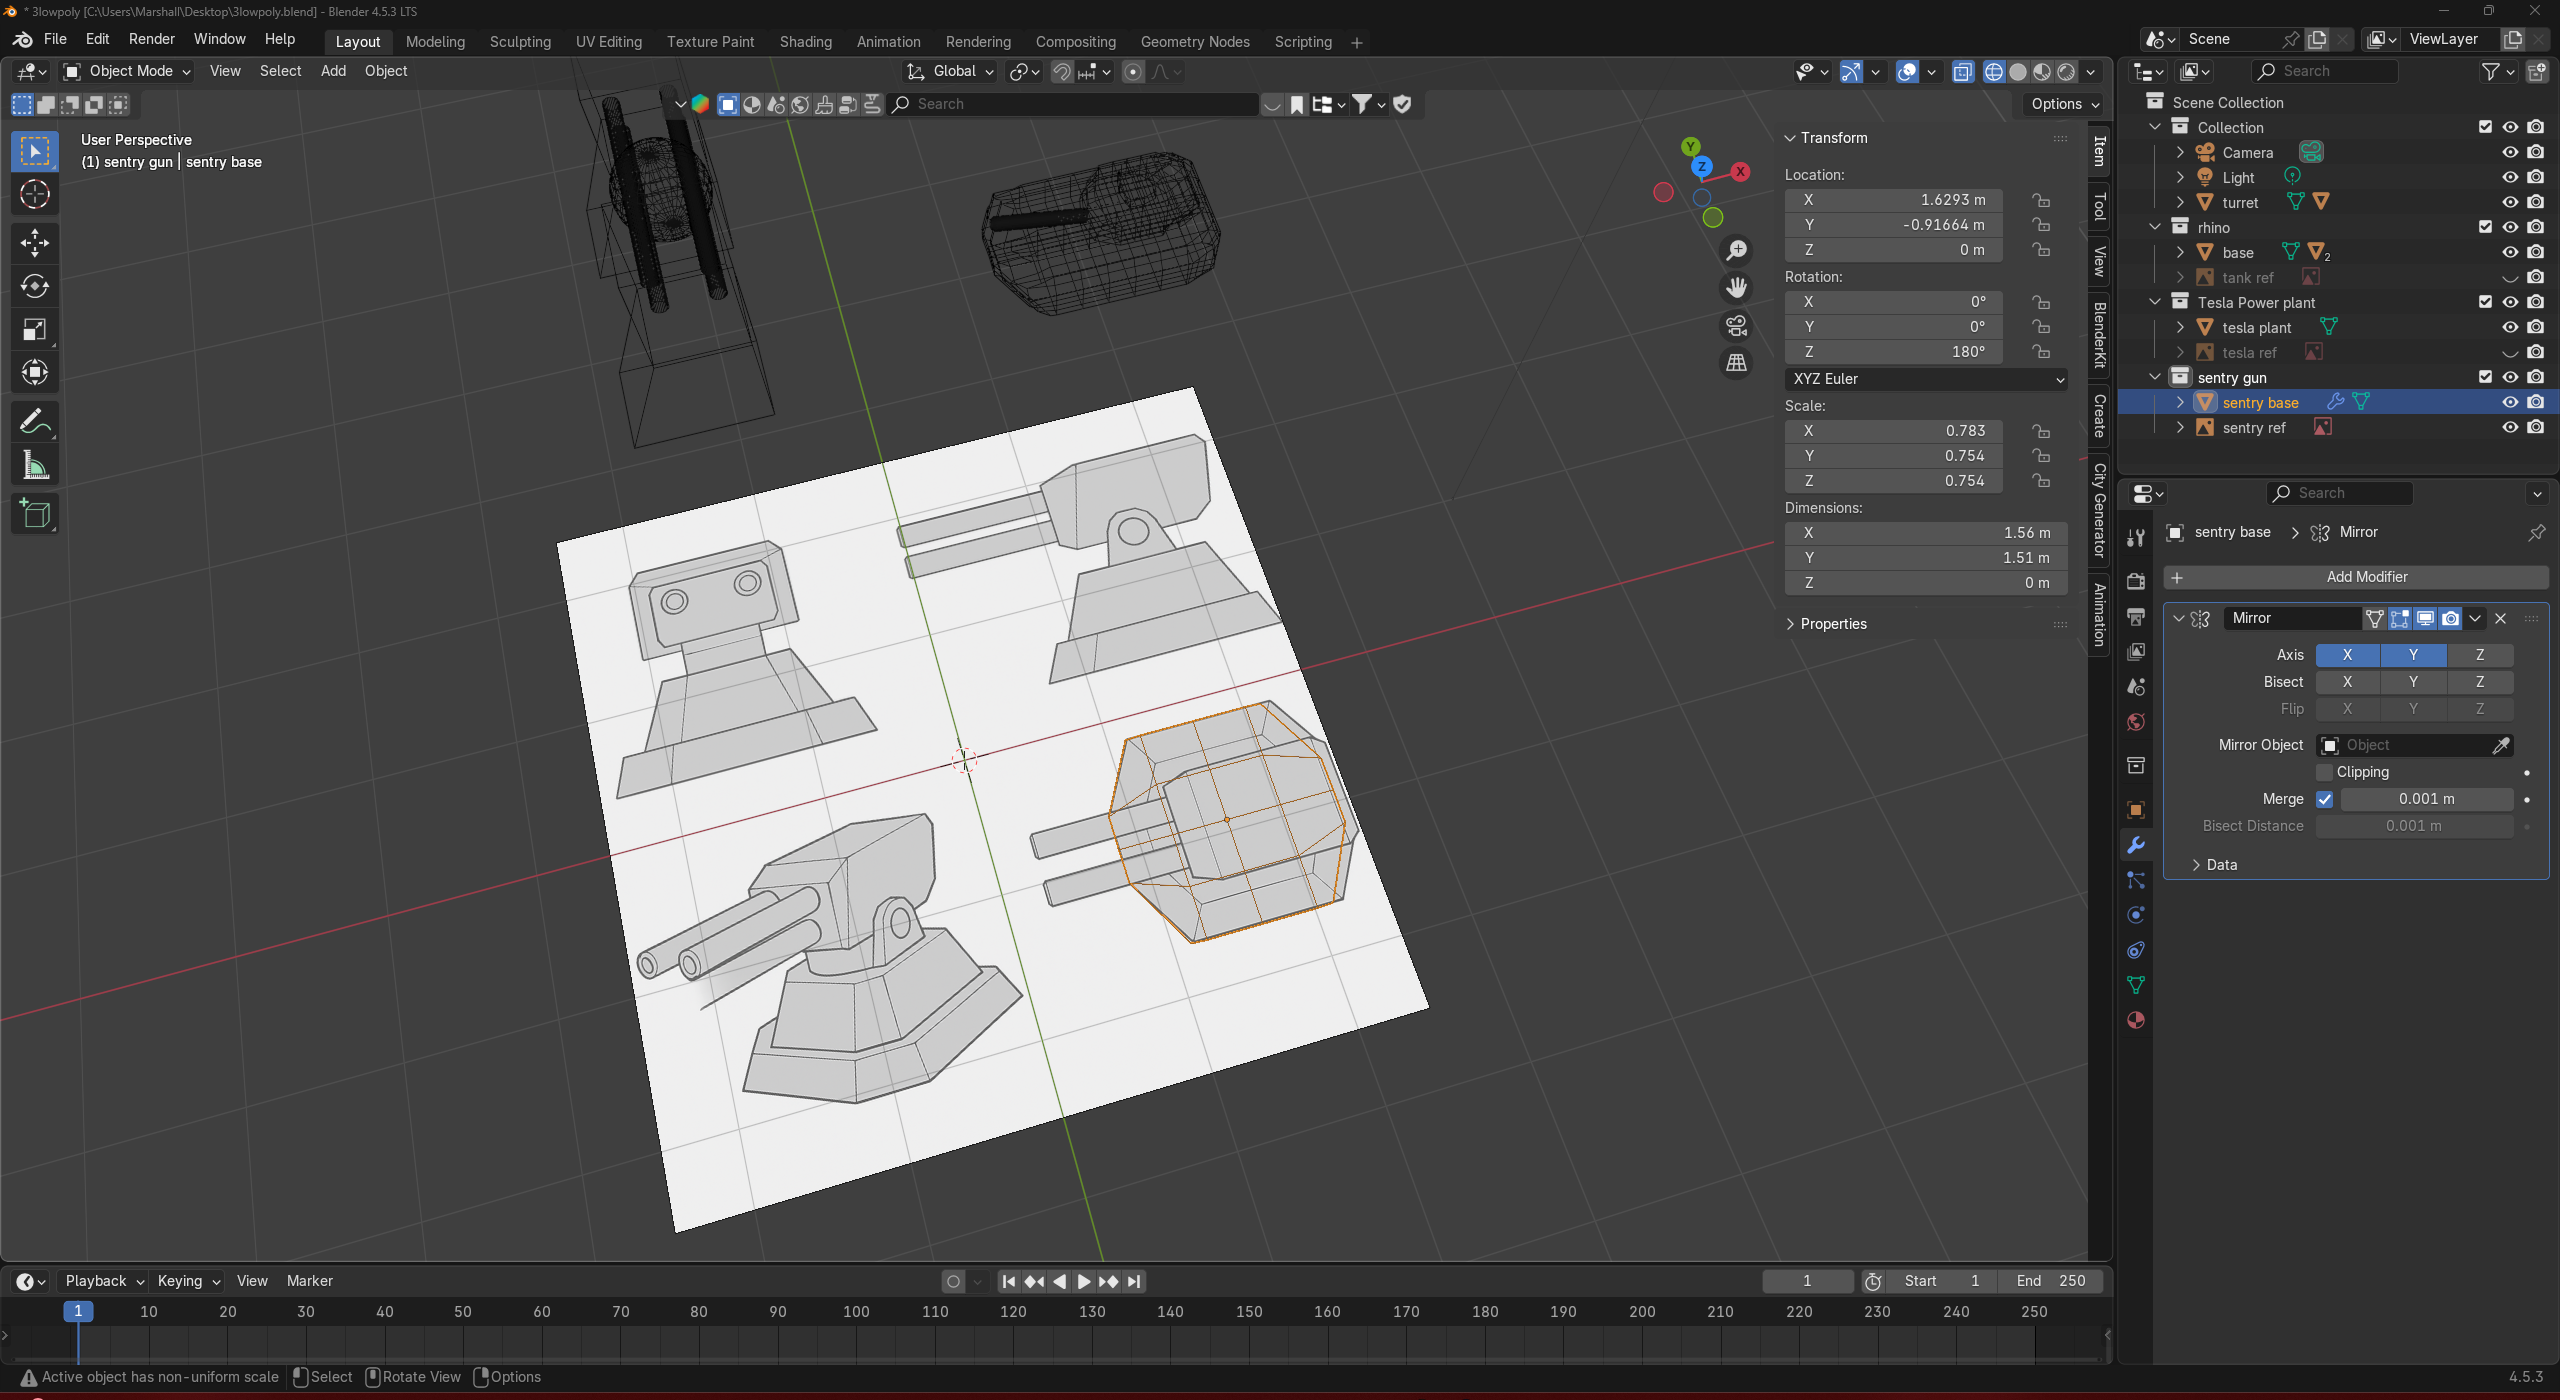 * 3lowpoly [C:\Users\Marshall\Desktop\3lowpoly.blend] - Blender 4.5.3 LTS
File Edit Render Window Help Layout Modeling Sculpting UV Editing Texture Paint Shading Animation Rendering Compositing Geometry Nodes Scripting Scene ViewLayer
Object Mode View Select Add Object Global Search
Search Options
User Perspective
(1) sentry gun | sentry base
Y
Z
X
Transform
Location:
X 1.6293 m
Y -0.91664 m
Z 0 m
Rotation:
X 0°
Y 0°
Z 180°
XYZ Euler
Scale:
X 0.783
Y 0.754
Z 0.754
Dimensions:
X 1.56 m
Y 1.51 m
Z 0 m
Properties
Item
Tool
View
BlenderKit
Create
City Generator
Animation
Scene Collection
Collection
Camera
Light
turret
rhino
base 2
tank ref
Tesla Power plant
tesla plant
tesla ref
sentry gun
sentry base
sentry ref
Search
sentry base Mirror
Add Modifier
Mirror
Axis X Y Z
Bisect X Y Z
Flip X Y Z
Mirror Object Object
Clipping
Merge 0.001 m
Bisect Distance 0.001 m
Data
Playback Keying View Marker 1 Start 1 End 250
1 10 20 30 40 50 60 70 80 90 100 110 120 130 140 150 160 170 180 190 200 210 220 230 240 250
Active object has non-uniform scale Select Rotate View Options 4.5.3